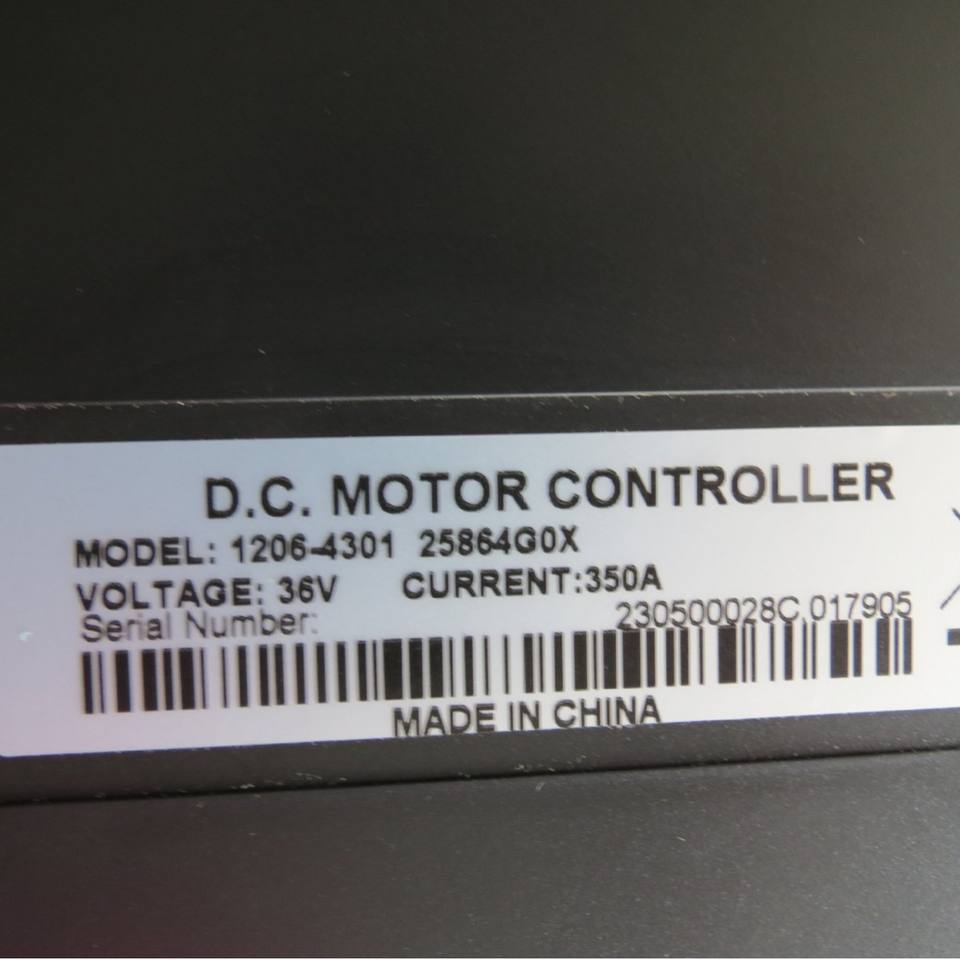 D.C. MOTOR CONTROLLER
MODEL: 1206-4301 25864G0X
VOLTAGE: 36V CURRENT:350A
Serial Number: 230500028C.017905
MADE IN CHINA